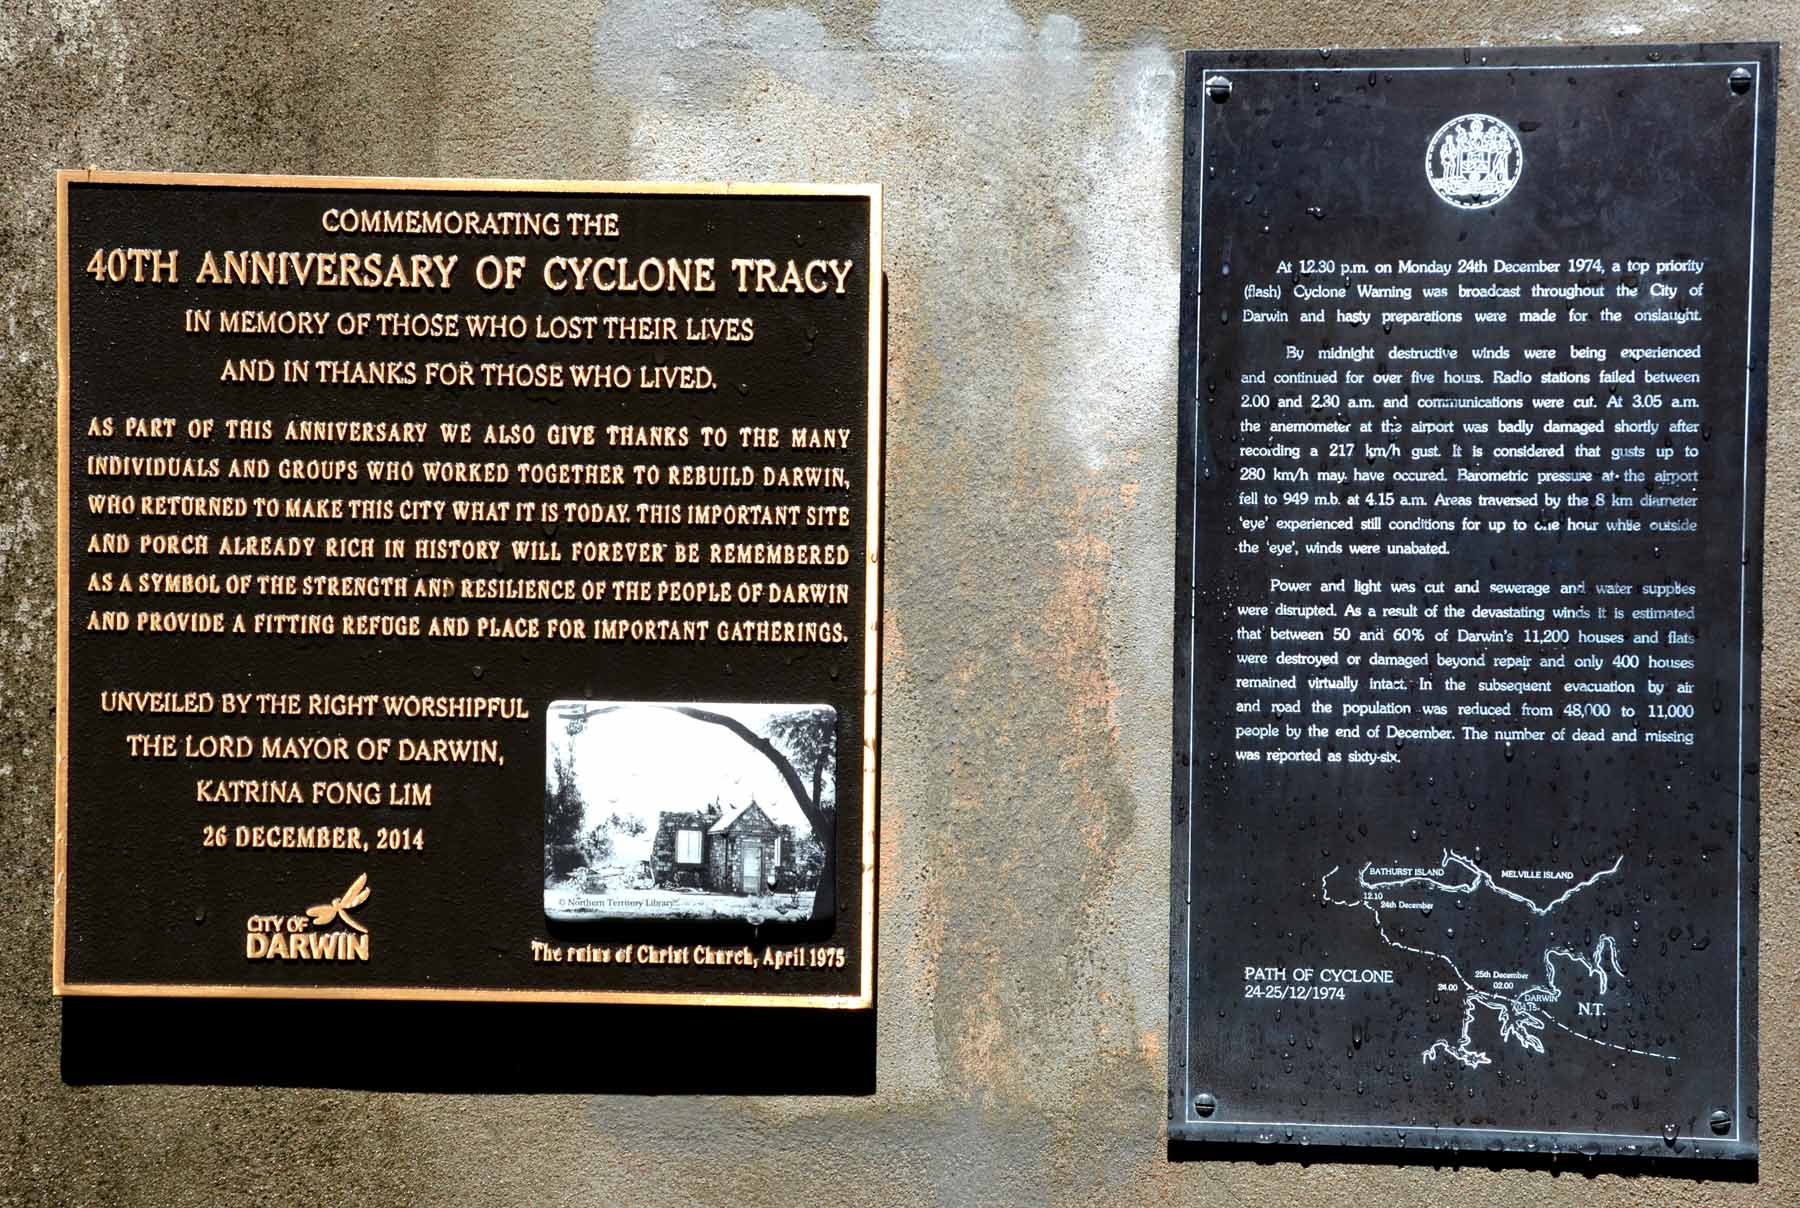 COMMEMORATING THE
40TH ANNIVERSARY OF CYCLONE TRACY
IN MEMORY OF THOSE WHO LOST THEIR LIVES
AND IN THANKS FOR THOSE WHO LIVED.
AS PART OF THIS ANNIVERSARY WE ALSO GIVE THANKS TO THE MANY
INDIVIDUALS AND GROUPS WHO WORKED TOGETHER TO REBUILD DARWIN,
WHO RETURNED TO MAKE THIS CITY WHAT IT IS TODAY. THIS IMPORTANT SITE
AND PORCH ALREADY RICH IN HISTORY WILL FOREVER BE REMEMBERED
AS A SYMBOL OF THE STRENGTH AND RESILIENCE OF THE PEOPLE OF DARWIN
AND PROVIDE A FITTING REFUGE AND PLACE FOR IMPORTANT GATHERINGS.
UNVEILED BY THE RIGHT WORSHIPFUL
THE LORD MAYOR OF DARWIN,
KATRINA FONG LIM
26 DECEMBER, 2014
CITY OF
DARWIN
© Northern Territory Library
The ruins of Christ Church, April 1975
At 12.30 p.m. on Monday 24th December 1974, a top priority
(flash) Cyclone Warning was broadcast throughout the City of
Darwin and hasty preparations were made for the onslaught.
By midnight destructive winds were being experienced
and continued for over five hours. Radio stations failed between
2.00 and 2.30 a.m. and communications were cut. At 3.05 a.m.
the anemometer at the airport was badly damaged shortly after
recording a 217 km/h gust. It is considered that gusts up to
280 km/h may have occured. Barometric pressure at the airport
fell to 949 m.b. at 4.15 a.m. Areas traversed by the 8 km diameter
'eye' experienced still conditions for up to one hour while outside
the 'eye', winds were unabated.
Power and light was cut and sewerage and water supplies
were disrupted. As a result of the devastating winds it is estimated
that between 50 and 60% of Darwin's 11,200 houses and flats
were destroyed or damaged beyond repair and only 400 houses
remained virtually intact. In the subsequent evacuation by air
and road the population was reduced from 48,000 to 11,000
people by the end of December. The number of dead and missing
was reported as sixty-six.
BATHURST ISLAND
MELVILLE ISLAND
12.10
24th December
PATH OF CYCLONE
24-25/12/1974
25th December
24.00
02.00
DARWIN
N.T.